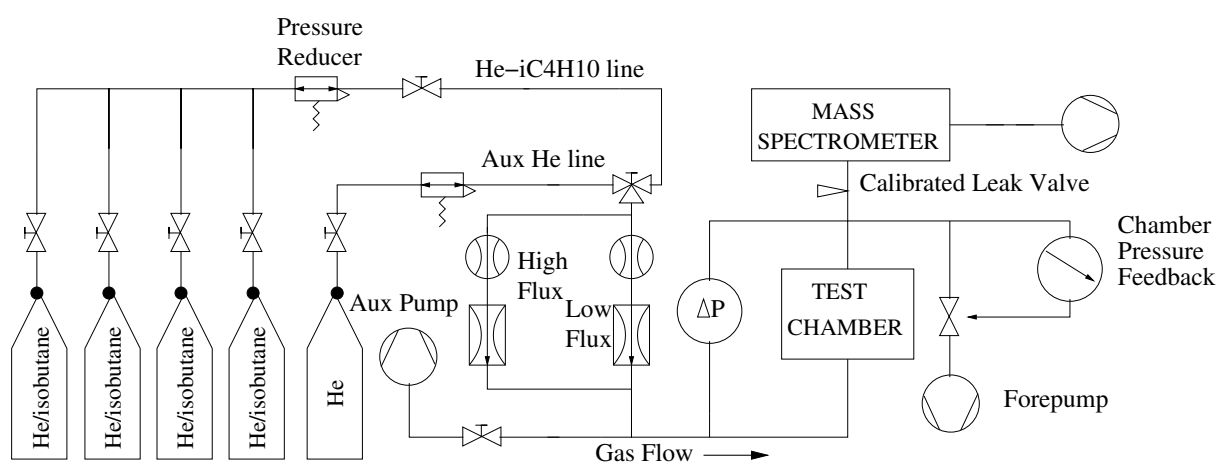 Pressure
Reducer
He−iC4H10 line
MASS
SPECTROMETER
Aux He line
Calibrated Leak Valve
Chamber
Pressure
Feedback
High
Flux
Aux Pump
Low
Flux
ΔP
TEST
CHAMBER
He/isobutane
He/isobutane
He/isobutane
He/isobutane
He
Forepump
Gas Flow